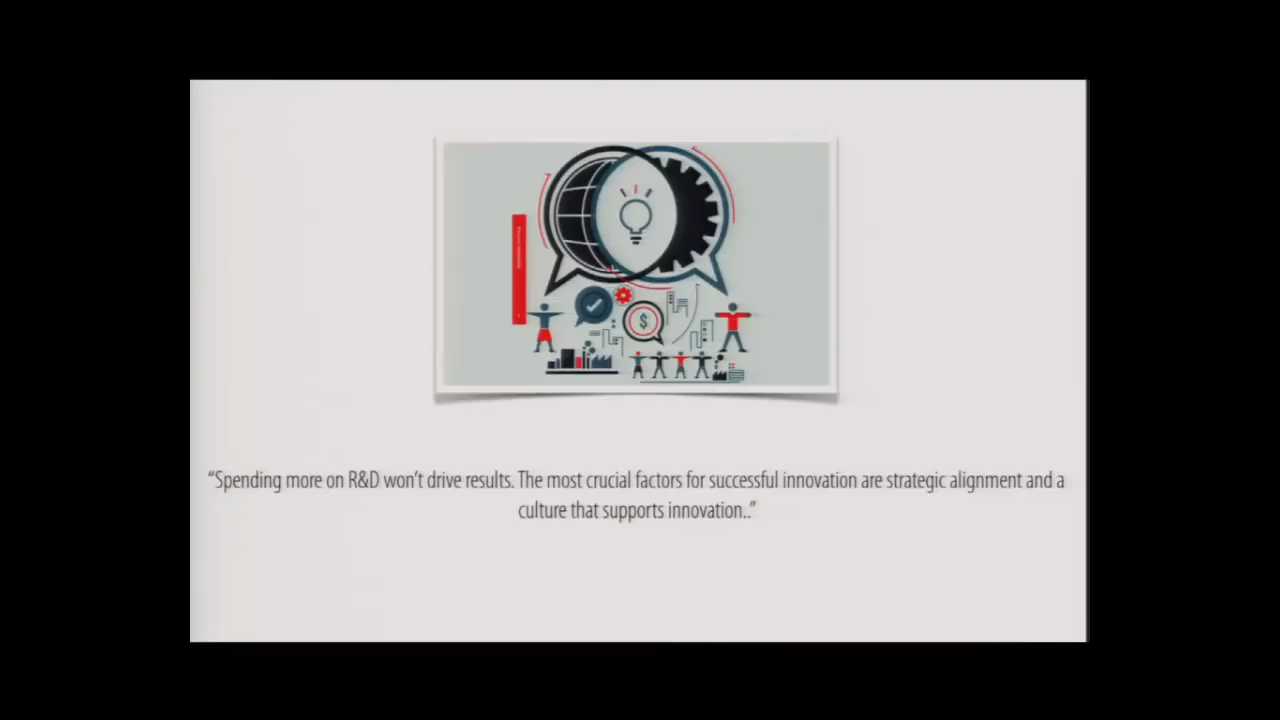 $
“Spending more on R&D won’t drive results. The most crucial factors for successful innovation are strategic alignment and a
culture that supports innovation..”